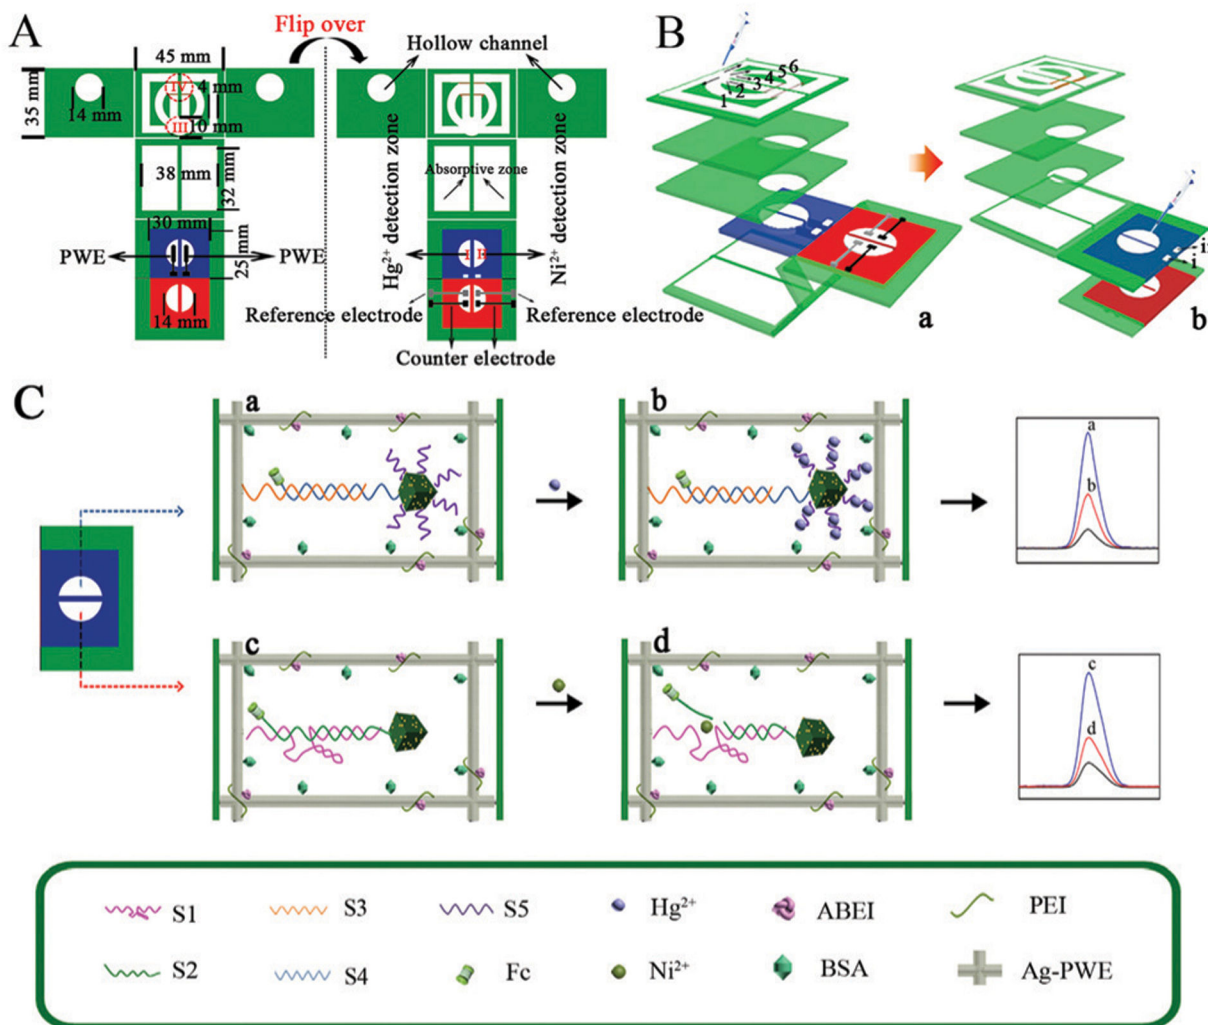 A
Flip over
45 mm
Hollow channel
35 mm
14 mm
IV
4 mm
III
10 mm
38 mm
32 mm
Absorptive zone
Hg²⁺ detection zone
Ni²⁺ detection zone
30 mm
25 mm
PWE
PWE
I
II
14 mm
Reference electrode
Reference electrode
Counter electrode
B
1 2 3 4 5 6
a
i
ii
b
C
a
b
a
b
c
d
c
d
S1
S3
S5
Hg²⁺
ABEI
PEI
S2
S4
Fc
Ni²⁺
BSA
Ag-PWE